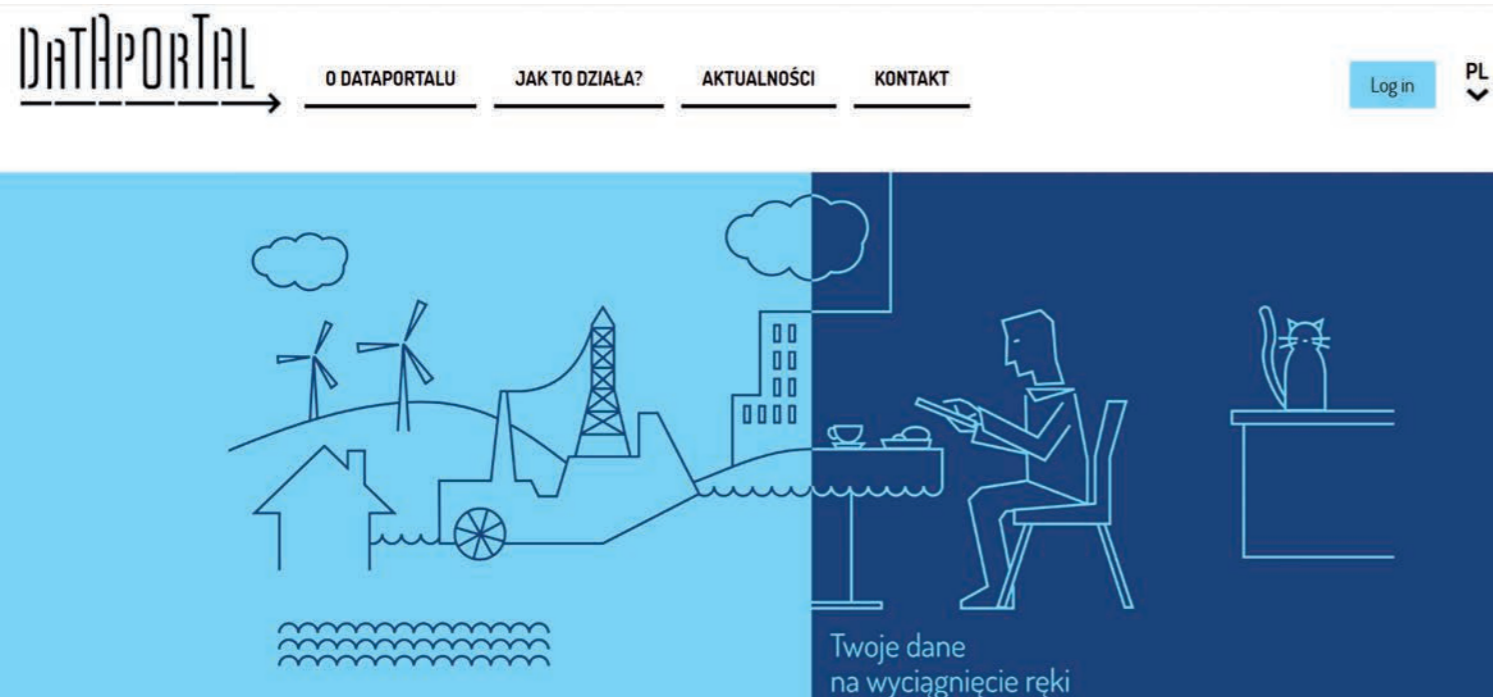 DATAPORTAL
O DATAPORTALU
JAK TO DZIAŁA?
AKTUALNOŚCI
KONTAKT
Log in
PL
Twoje dane
na wyciągnięcie ręki